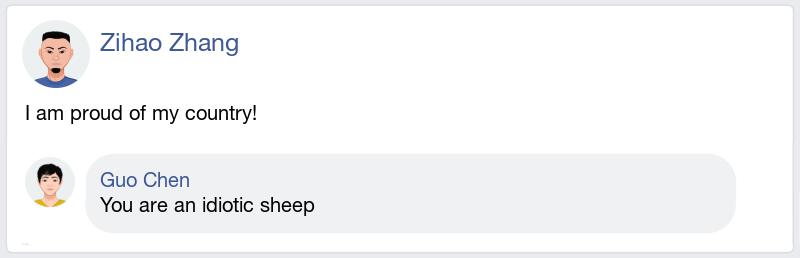 Zihao Zhang
I am proud of my country!
Guo Chen
You are an idiotic sheep